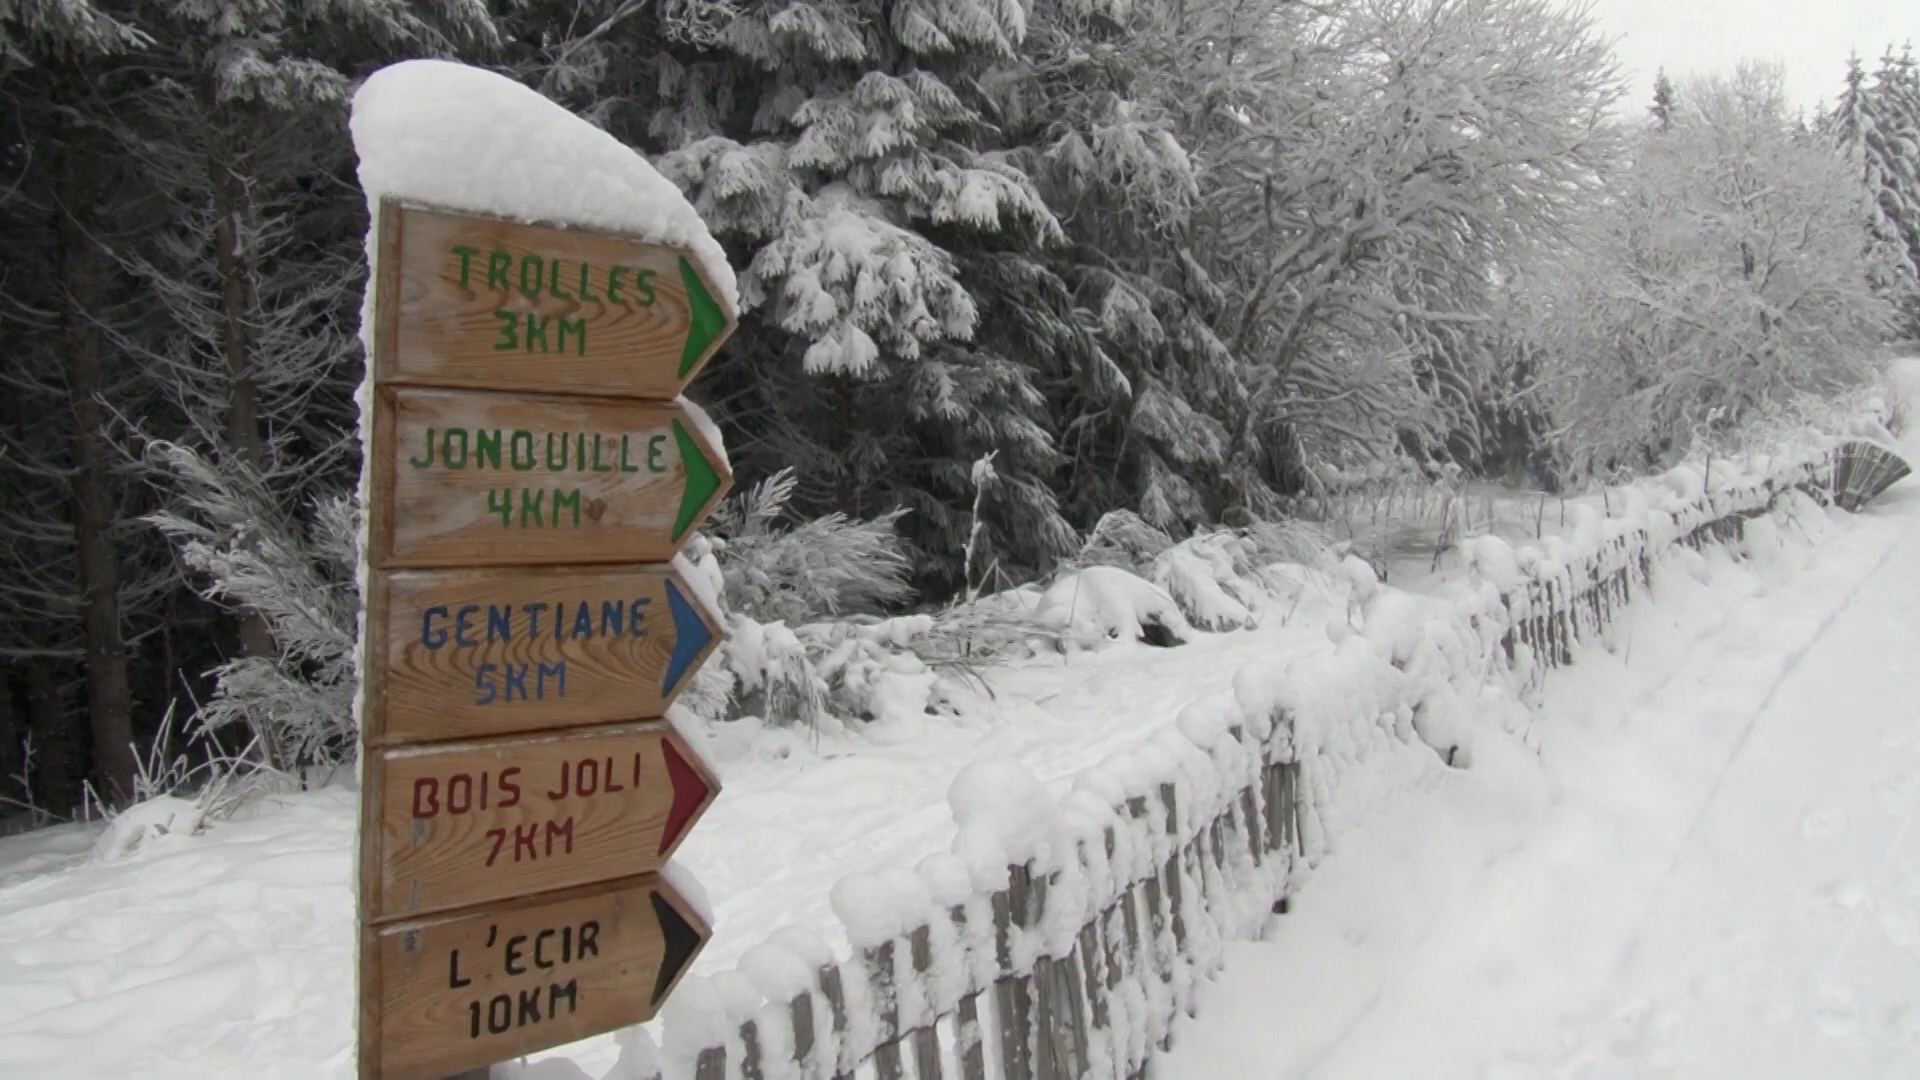 TROLLES
3KM
JONQUILLE
4KM
GENTIANE
5KM
BOIS JOLI
7KM
L'ECIR
10KM